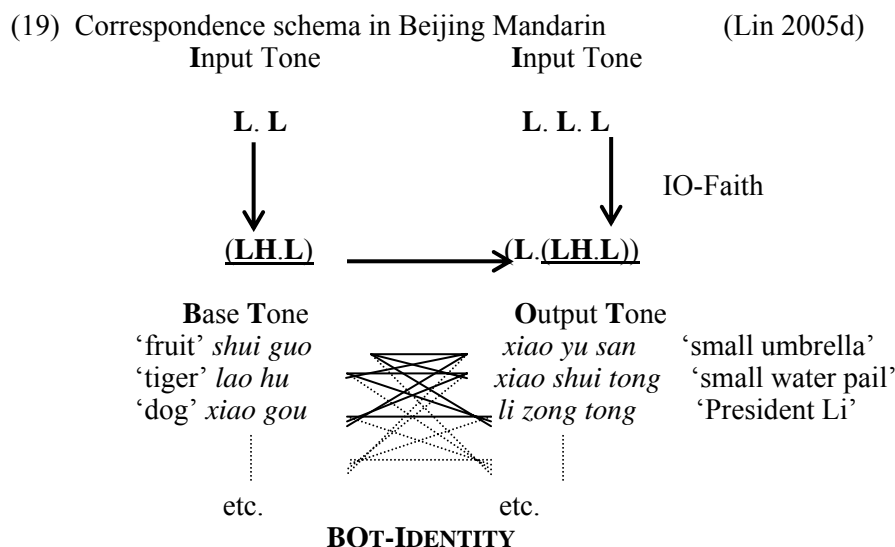 (19) Correspondence schema in Beijing Mandarin (Lin 2005d)
Input Tone Input Tone
L. L L. L. L
IO-Faith
(LH.L) (L.(LH.L))
Base Tone Output Tone
‘fruit’ shui guo xiao yu san ‘small umbrella’
‘tiger’ lao hu xiao shui tong ‘small water pail’
‘dog’ xiao gou li zong tong ‘President Li’
etc. etc.
BOT-IDENTITY